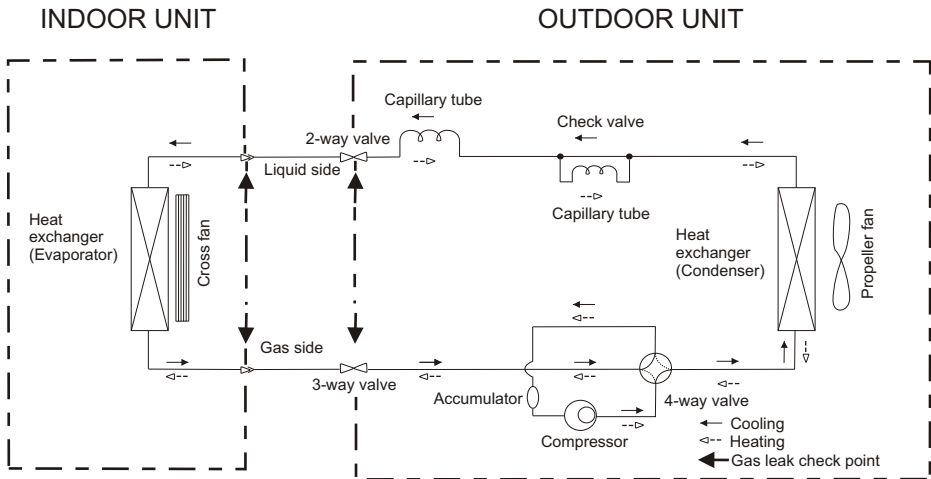 INDOOR UNIT
OUTDOOR UNIT
Capillary tube
2-way valve
Check valve
Liquid side
Capillary tube
Heat
exchanger
(Evaporator)
Cross fan
Heat
exchanger
(Condenser)
Propeller fan
Gas side
3-way valve
Accumulator
4-way valve
Compressor
Cooling
Heating
Gas leak check point